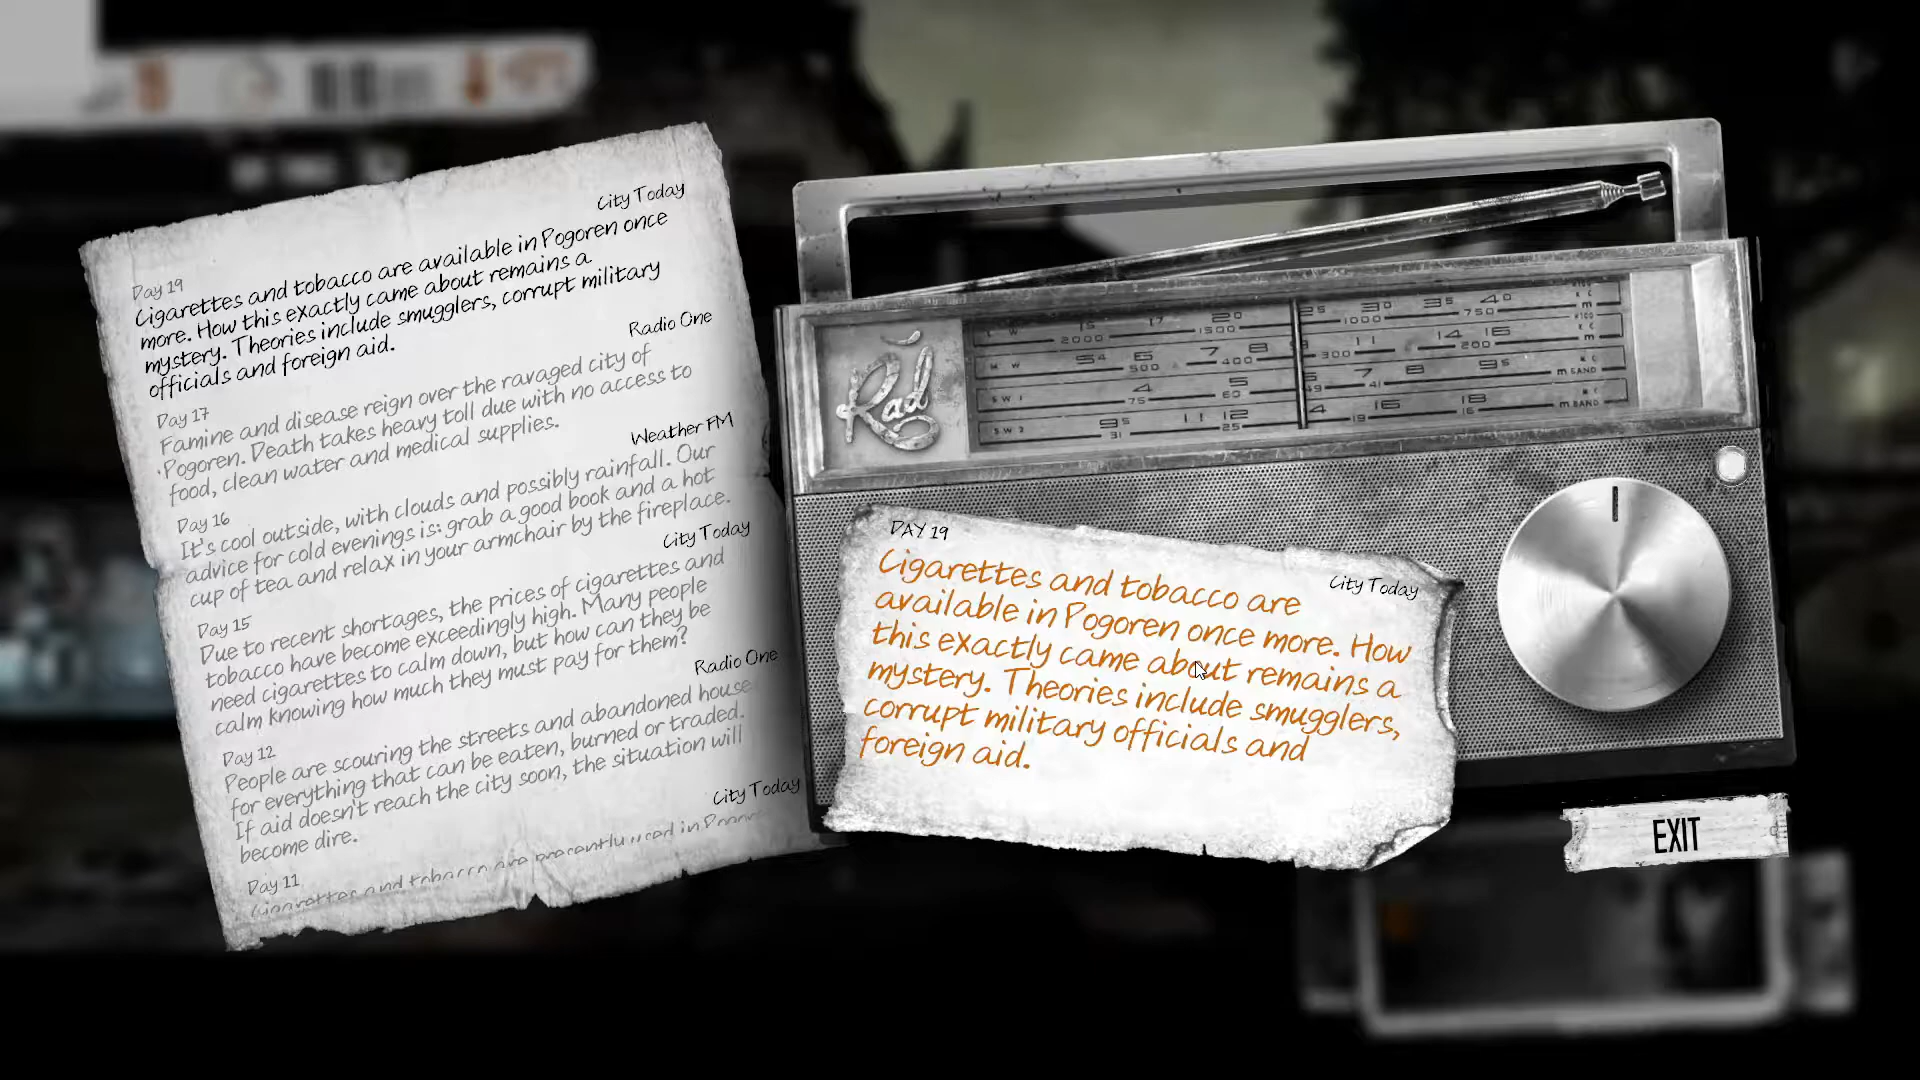 City Today
Day 19
Cigarettes and tobacco are available in Pogoren once
more. How this exactly came about remains a
mystery. Theories include smugglers, corrupt military
officials and foreign aid.
Radio One
Day 17
Famine and disease reign over the ravaged city of
Pogoren. Death takes heavy toll due with no access to
food, clean water and medical supplies.
Weather FM
Day 16
It's cool outside, with clouds and possibly rainfall. Our
advice for cold evenings is: grab a good book and a hot
cup of tea and relax in your armchair by the fireplace.
City Today
Day 15
Due to recent shortages, the prices of cigarettes and
tobacco have become exceedingly high. Many people
need cigarettes to calm down, but how can they be
calm knowing how much they must pay for them?
Radio One
Day 12
People are scouring the streets and abandoned house
for everything that can be eaten, burned or traded.
If aid doesn't reach the city soon, the situation will
become dire.
City Today
Day 11
Cigarettes and tobacco are presently used in
Rad
DAY 19
City Today
Cigarettes and tobacco are
available in Pogoren once more. How
this exactly came about remains a
mystery. Theories include smugglers,
corrupt military officials and
foreign aid.
EXIT